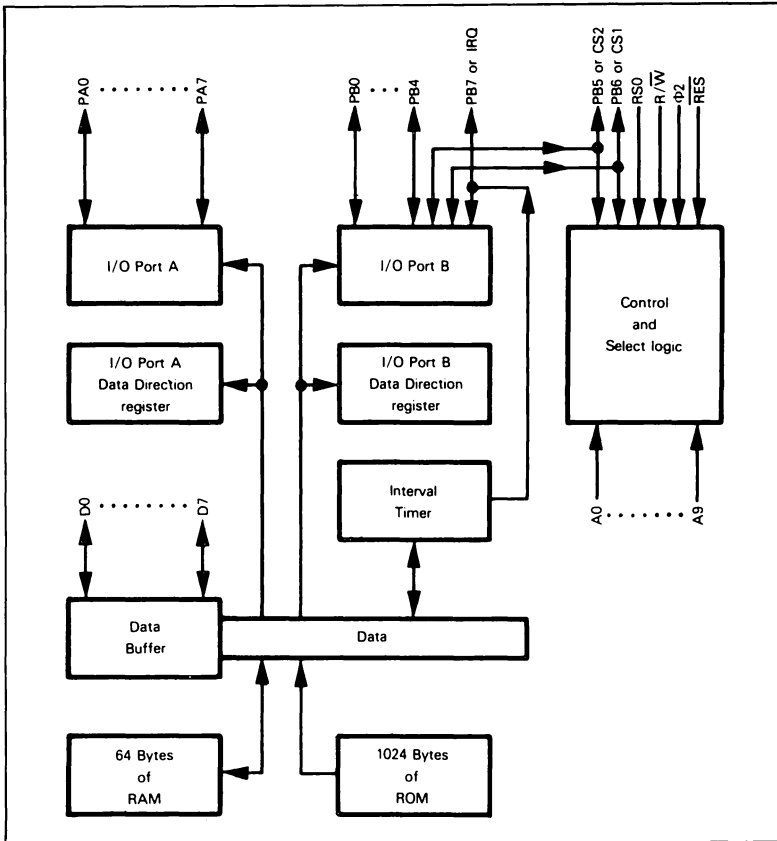 PA0 ········ PA7
PB0 ···· PB4
PB7 or IRQ
PB5 or CS2
PB6 or CS1
RS0
R/W̅
Φ2
R̅E̅S̅
I/O Port A
I/O Port B
Control
and
Select logic
I/O Port A
Data Direction
register
I/O Port B
Data Direction
register
Interval
Timer
D0 ········ D7
A0 ······· A9
Data
Buffer
Data
64 Bytes
of
RAM
1024 Bytes
of
ROM